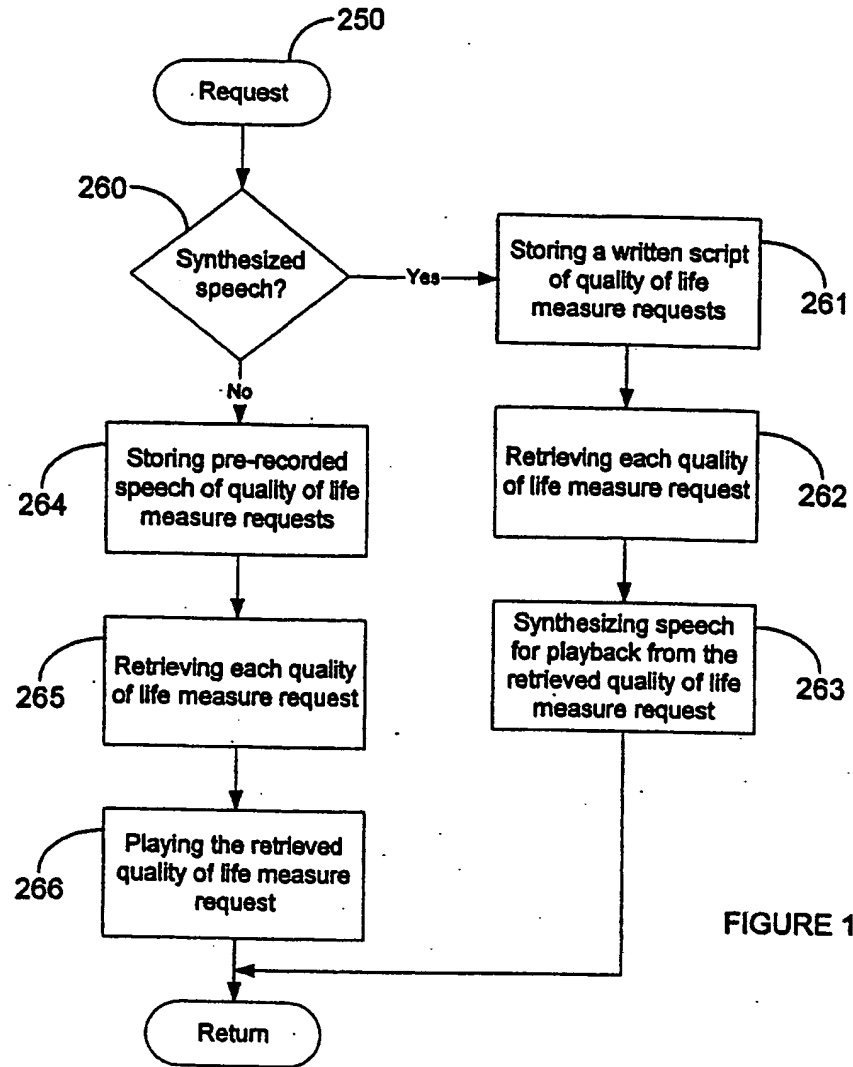 250
Request
260
Synthesized
speech?
Yes
Storing a written script
of quality of life
measure requests
261
No
Storing pre-recorded
speech of quality of life
measure requests
264
Retrieving each quality
of life measure request
262
Retrieving each quality
of life measure request
265
Synthesizing speech
for playback from the
retrieved quality of life
measure request
263
Playing the retrieved
quality of life measure
request
266
FIGURE 1
Return